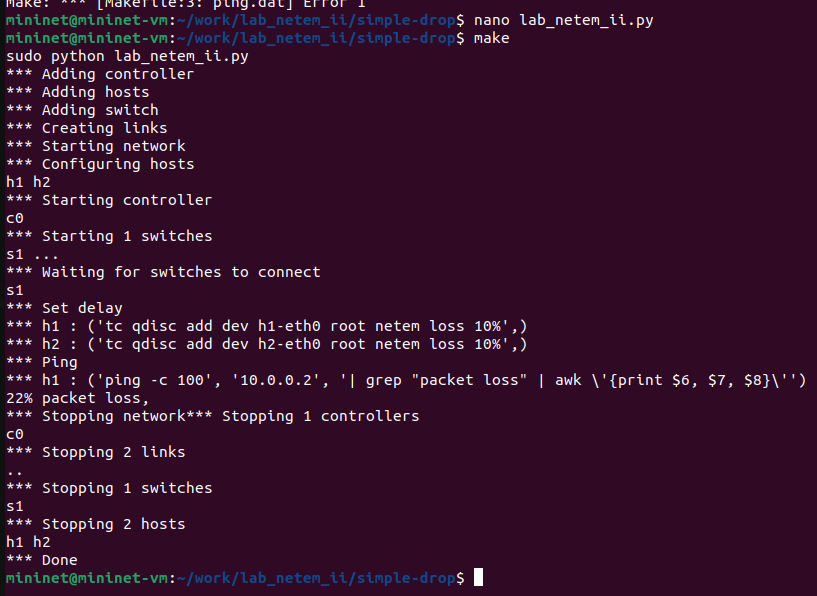 make: *** [Makefile:3: ping.dat] Error 1
mininet@mininet-vm:~/work/lab_netem_ii/simple-drop$ nano lab_netem_ii.py
mininet@mininet-vm:~/work/lab_netem_ii/simple-drop$ make
sudo python lab_netem_ii.py
*** Adding controller
*** Adding hosts
*** Adding switch
*** Creating links
*** Starting network
*** Configuring hosts
h1 h2
*** Starting controller
c0
*** Starting 1 switches
s1 ...
*** Waiting for switches to connect
s1
*** Set delay
*** h1 : ('tc qdisc add dev h1-eth0 root netem loss 10%',)
*** h2 : ('tc qdisc add dev h2-eth0 root netem loss 10%',)
*** Ping
*** h1 : ('ping -c 100', '10.0.0.2', '| grep "packet loss" | awk \'{print $6, $7, $8}\'')
22% packet loss,
*** Stopping network*** Stopping 1 controllers
c0
*** Stopping 2 links
..
*** Stopping 1 switches
s1
*** Stopping 2 hosts
h1 h2
*** Done
mininet@mininet-vm:~/work/lab_netem_ii/simple-drop$